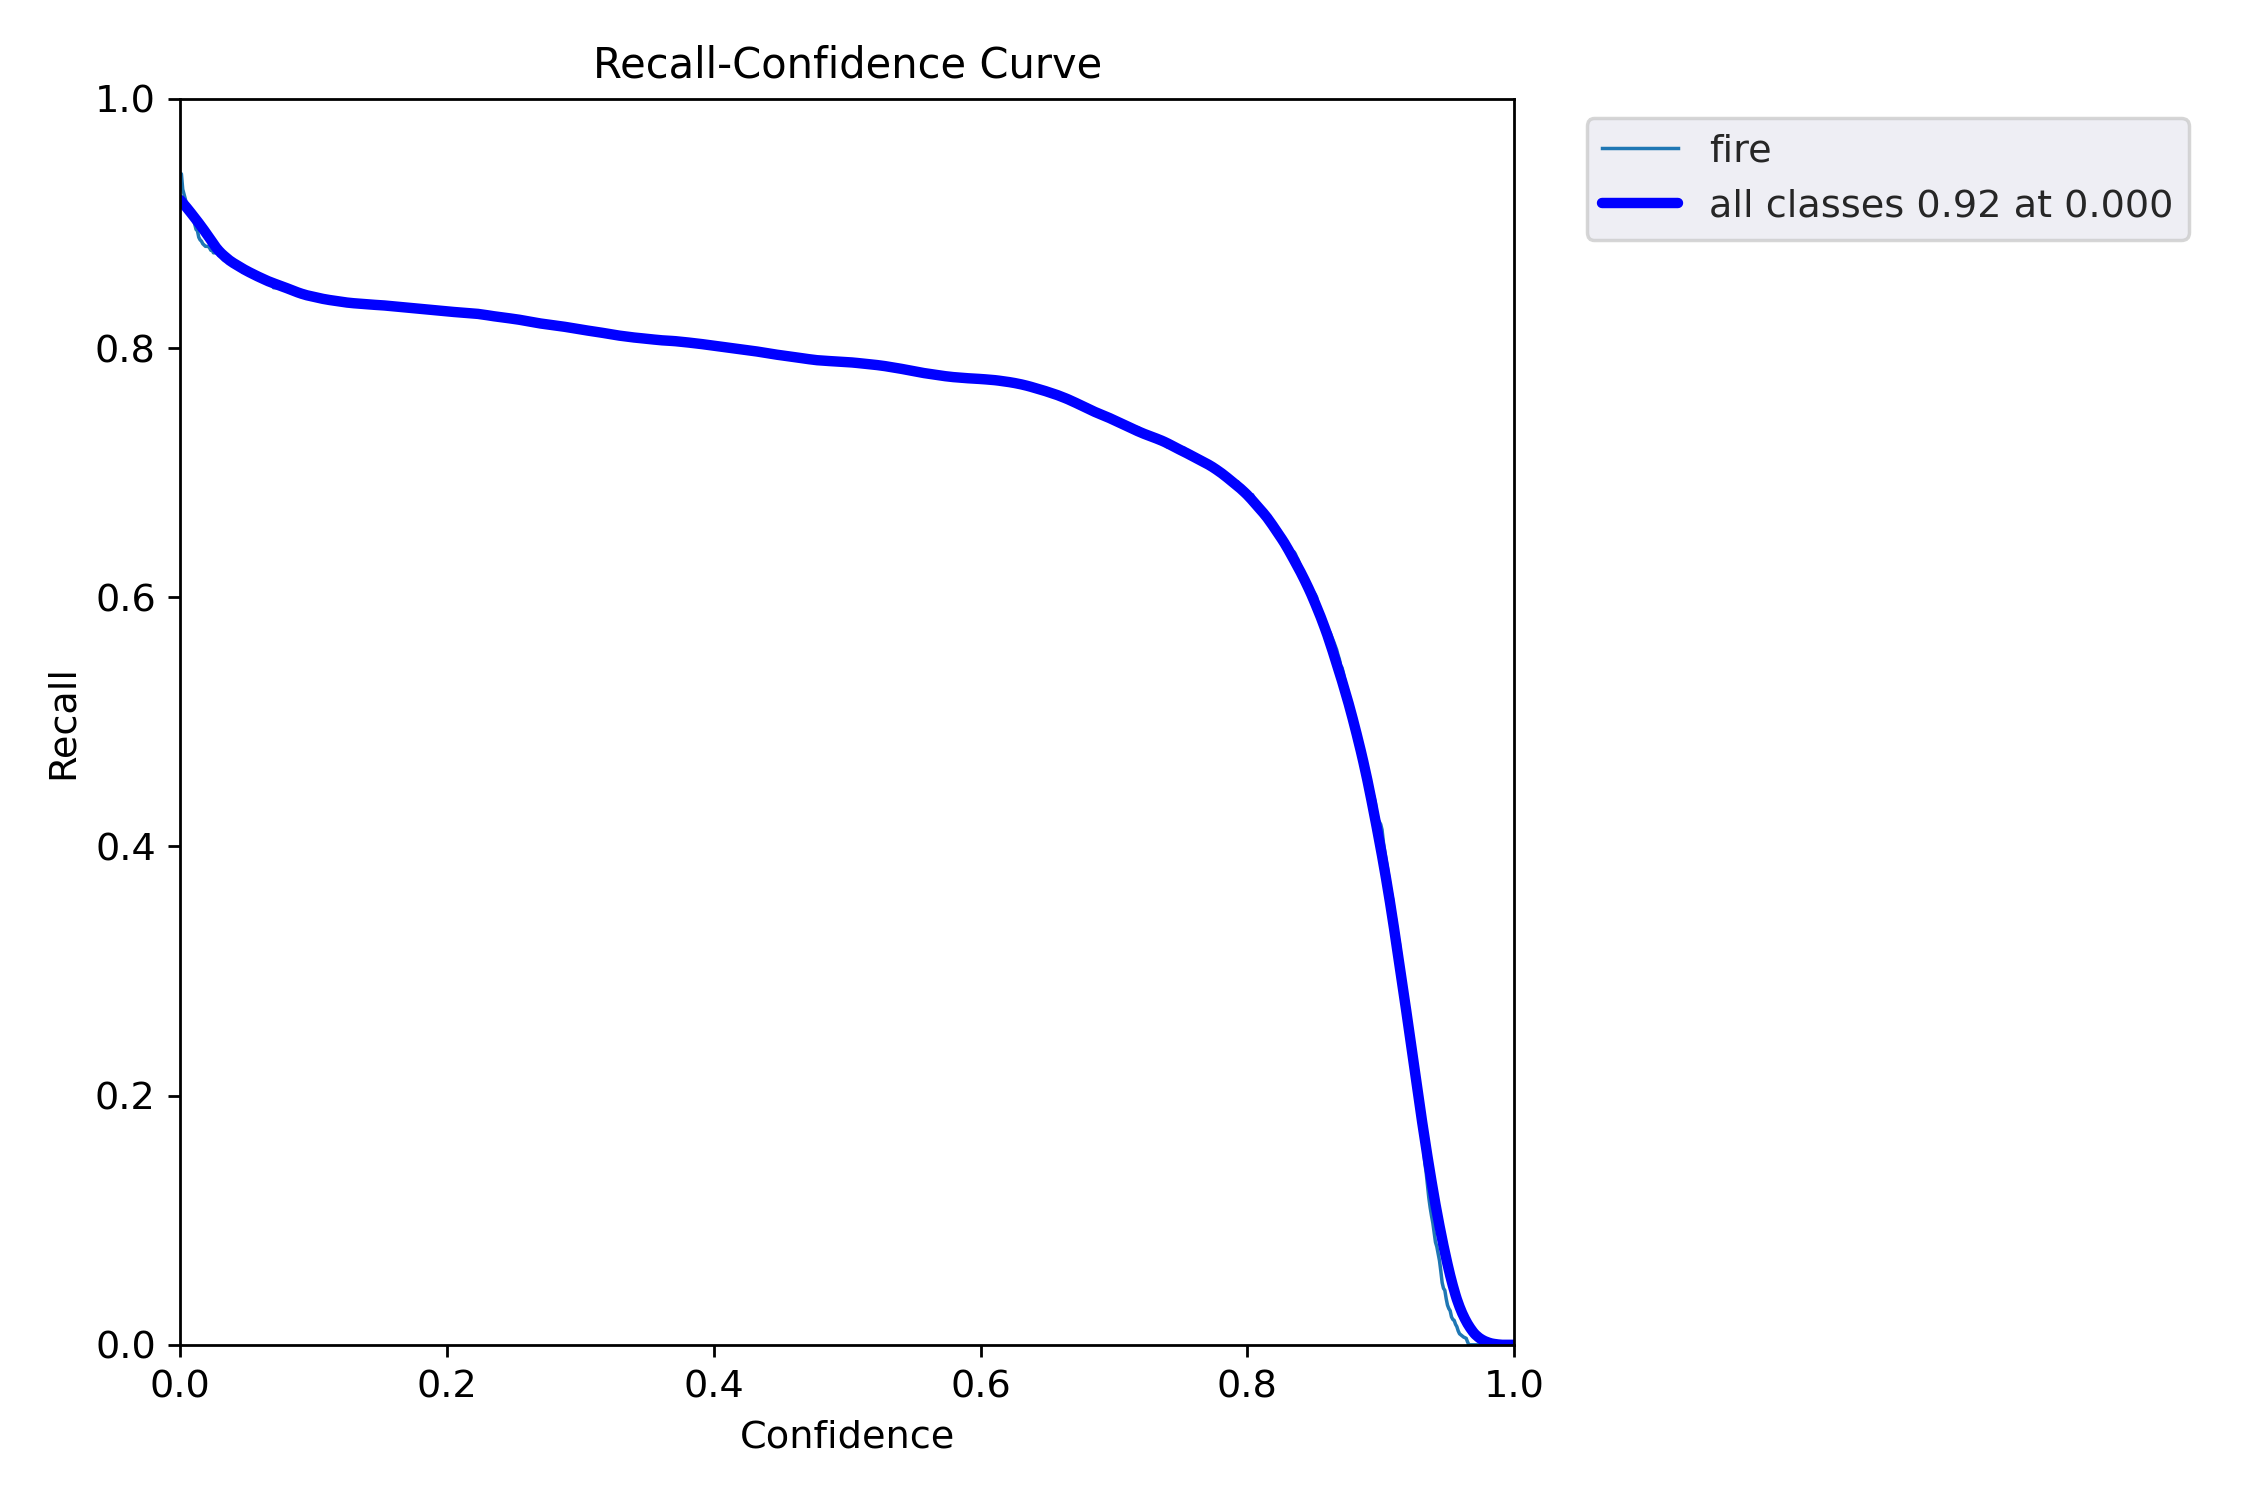 Recall-Confidence Curve
1.0
0.8
0.6
0.4
0.2
0.0
Recall
0.0 0.2 0.4 0.6 0.8 1.0
Confidence
fire
all classes 0.92 at 0.000